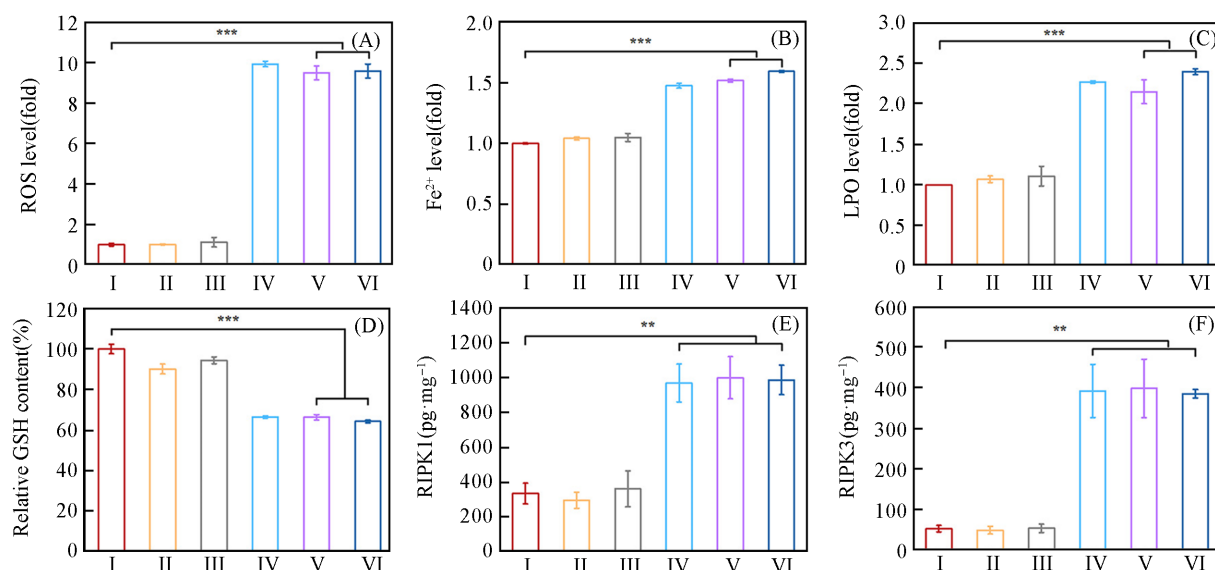 12
10
8
6
4
2
0
ROS level(fold)
***
(A)
I II III IV V VI
2.0
1.5
1.0
0.5
0
Fe²⁺ level(fold)
***
(B)
I II III IV V VI
3.0
2.5
2.0
1.5
1.0
0.5
0
LPO level(fold)
***
(C)
I II III IV V VI
120
100
80
60
40
20
0
Relative GSH content(%)
***
(D)
I II III IV V VI
1400
1200
1000
800
600
400
200
0
RIPK1(pg·mg⁻¹)
**
(E)
I II III IV V VI
600
500
400
300
200
100
50
0
RIPK3(pg·mg⁻¹)
**
(F)
I II III IV V VI